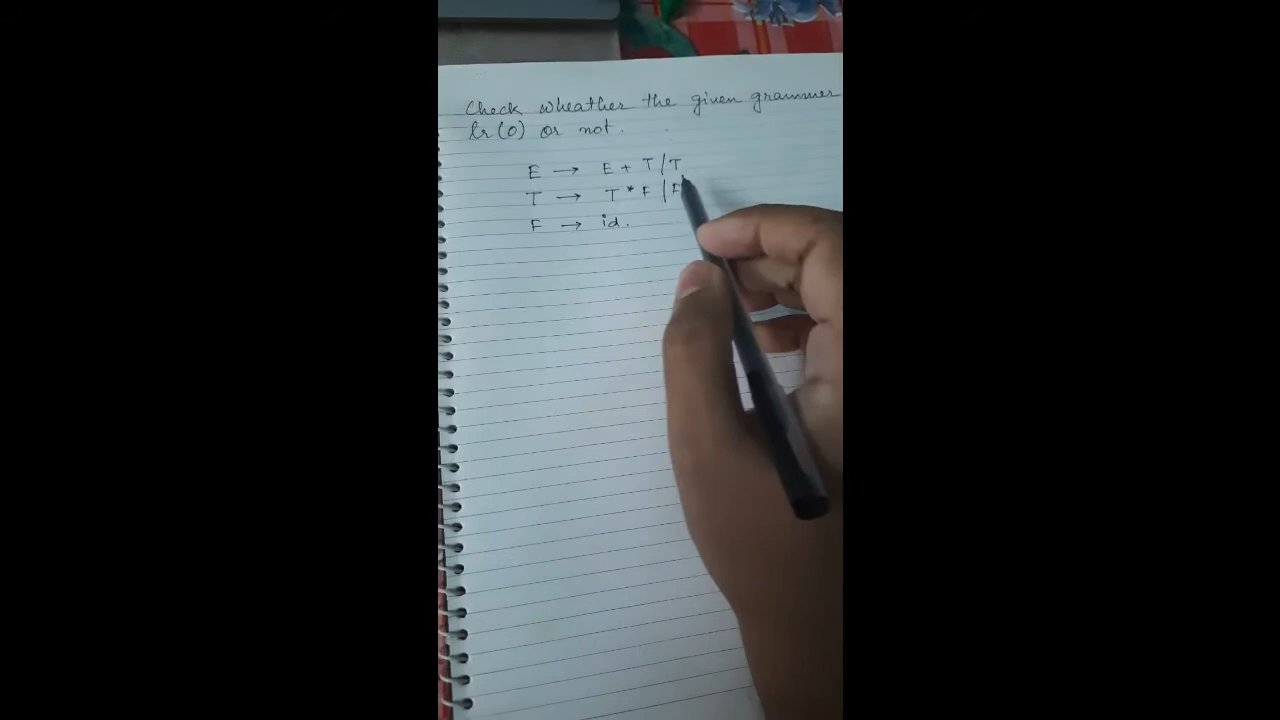 Check wheather the given grammer
lr(0) or not.
E → E + T / T
T → T * F / F
F → id.